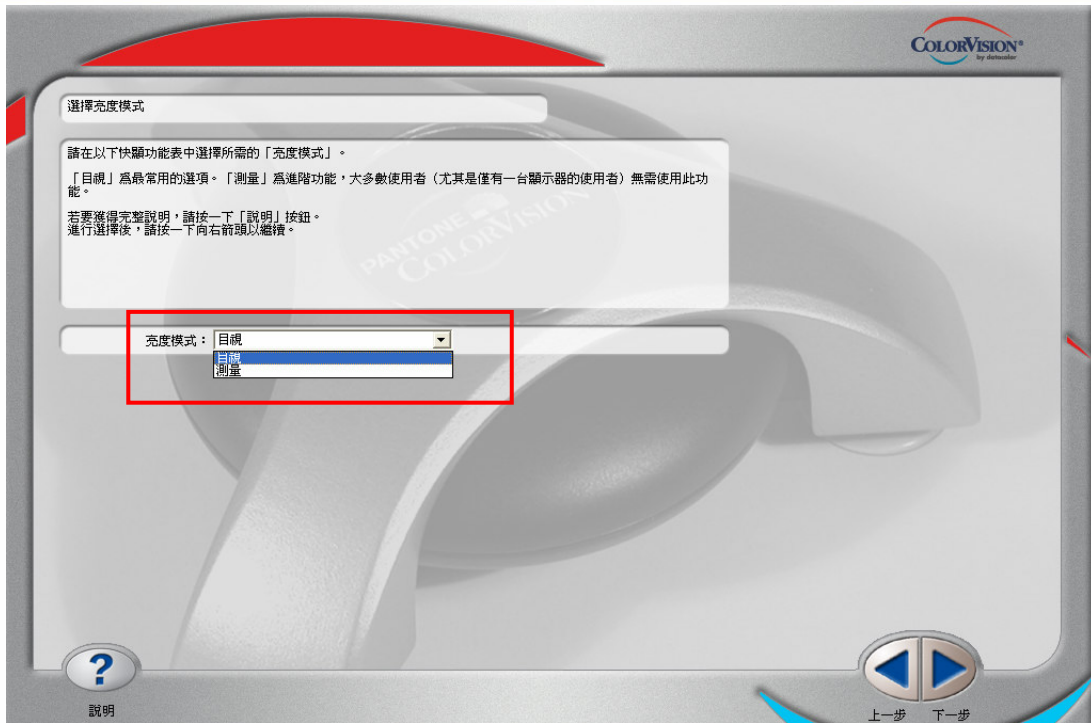 COLORVISION®
by datacolor
選擇亮度模式
請在以下快顯功能表中選擇所需的「亮度模式」。
「目視」為最常用的選項。「測量」為進階功能，大多數使用者（尤其是僅有一台顯示器的使用者）無需使用此功
能。
若要獲得完整說明，請按一下「說明」按鈕。
進行選擇後，請按一下向右箭頭以繼續。
PANTONE
COLORVISION
亮度模式：目視
目視
測量
?
說明
上一步 下一步